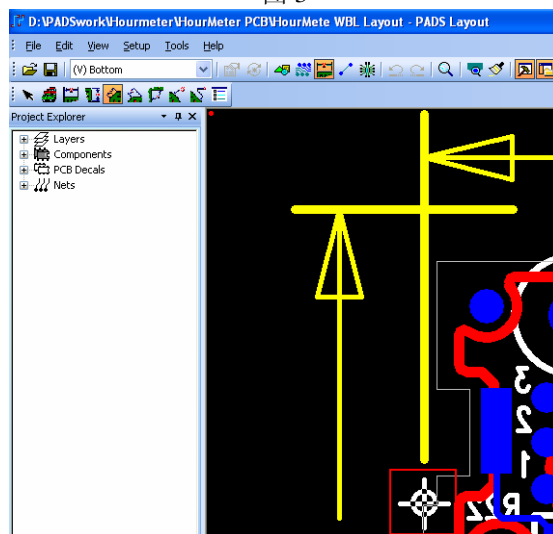 D:\PADSwork\Hourmeter\HourMeter PCB\HourMete WBL Layout - PADS Layout
File Edit View Setup Tools Help
(V) Bottom
Project Explorer
Layers
Components
PCB Decals
Nets
3
2
1
R22